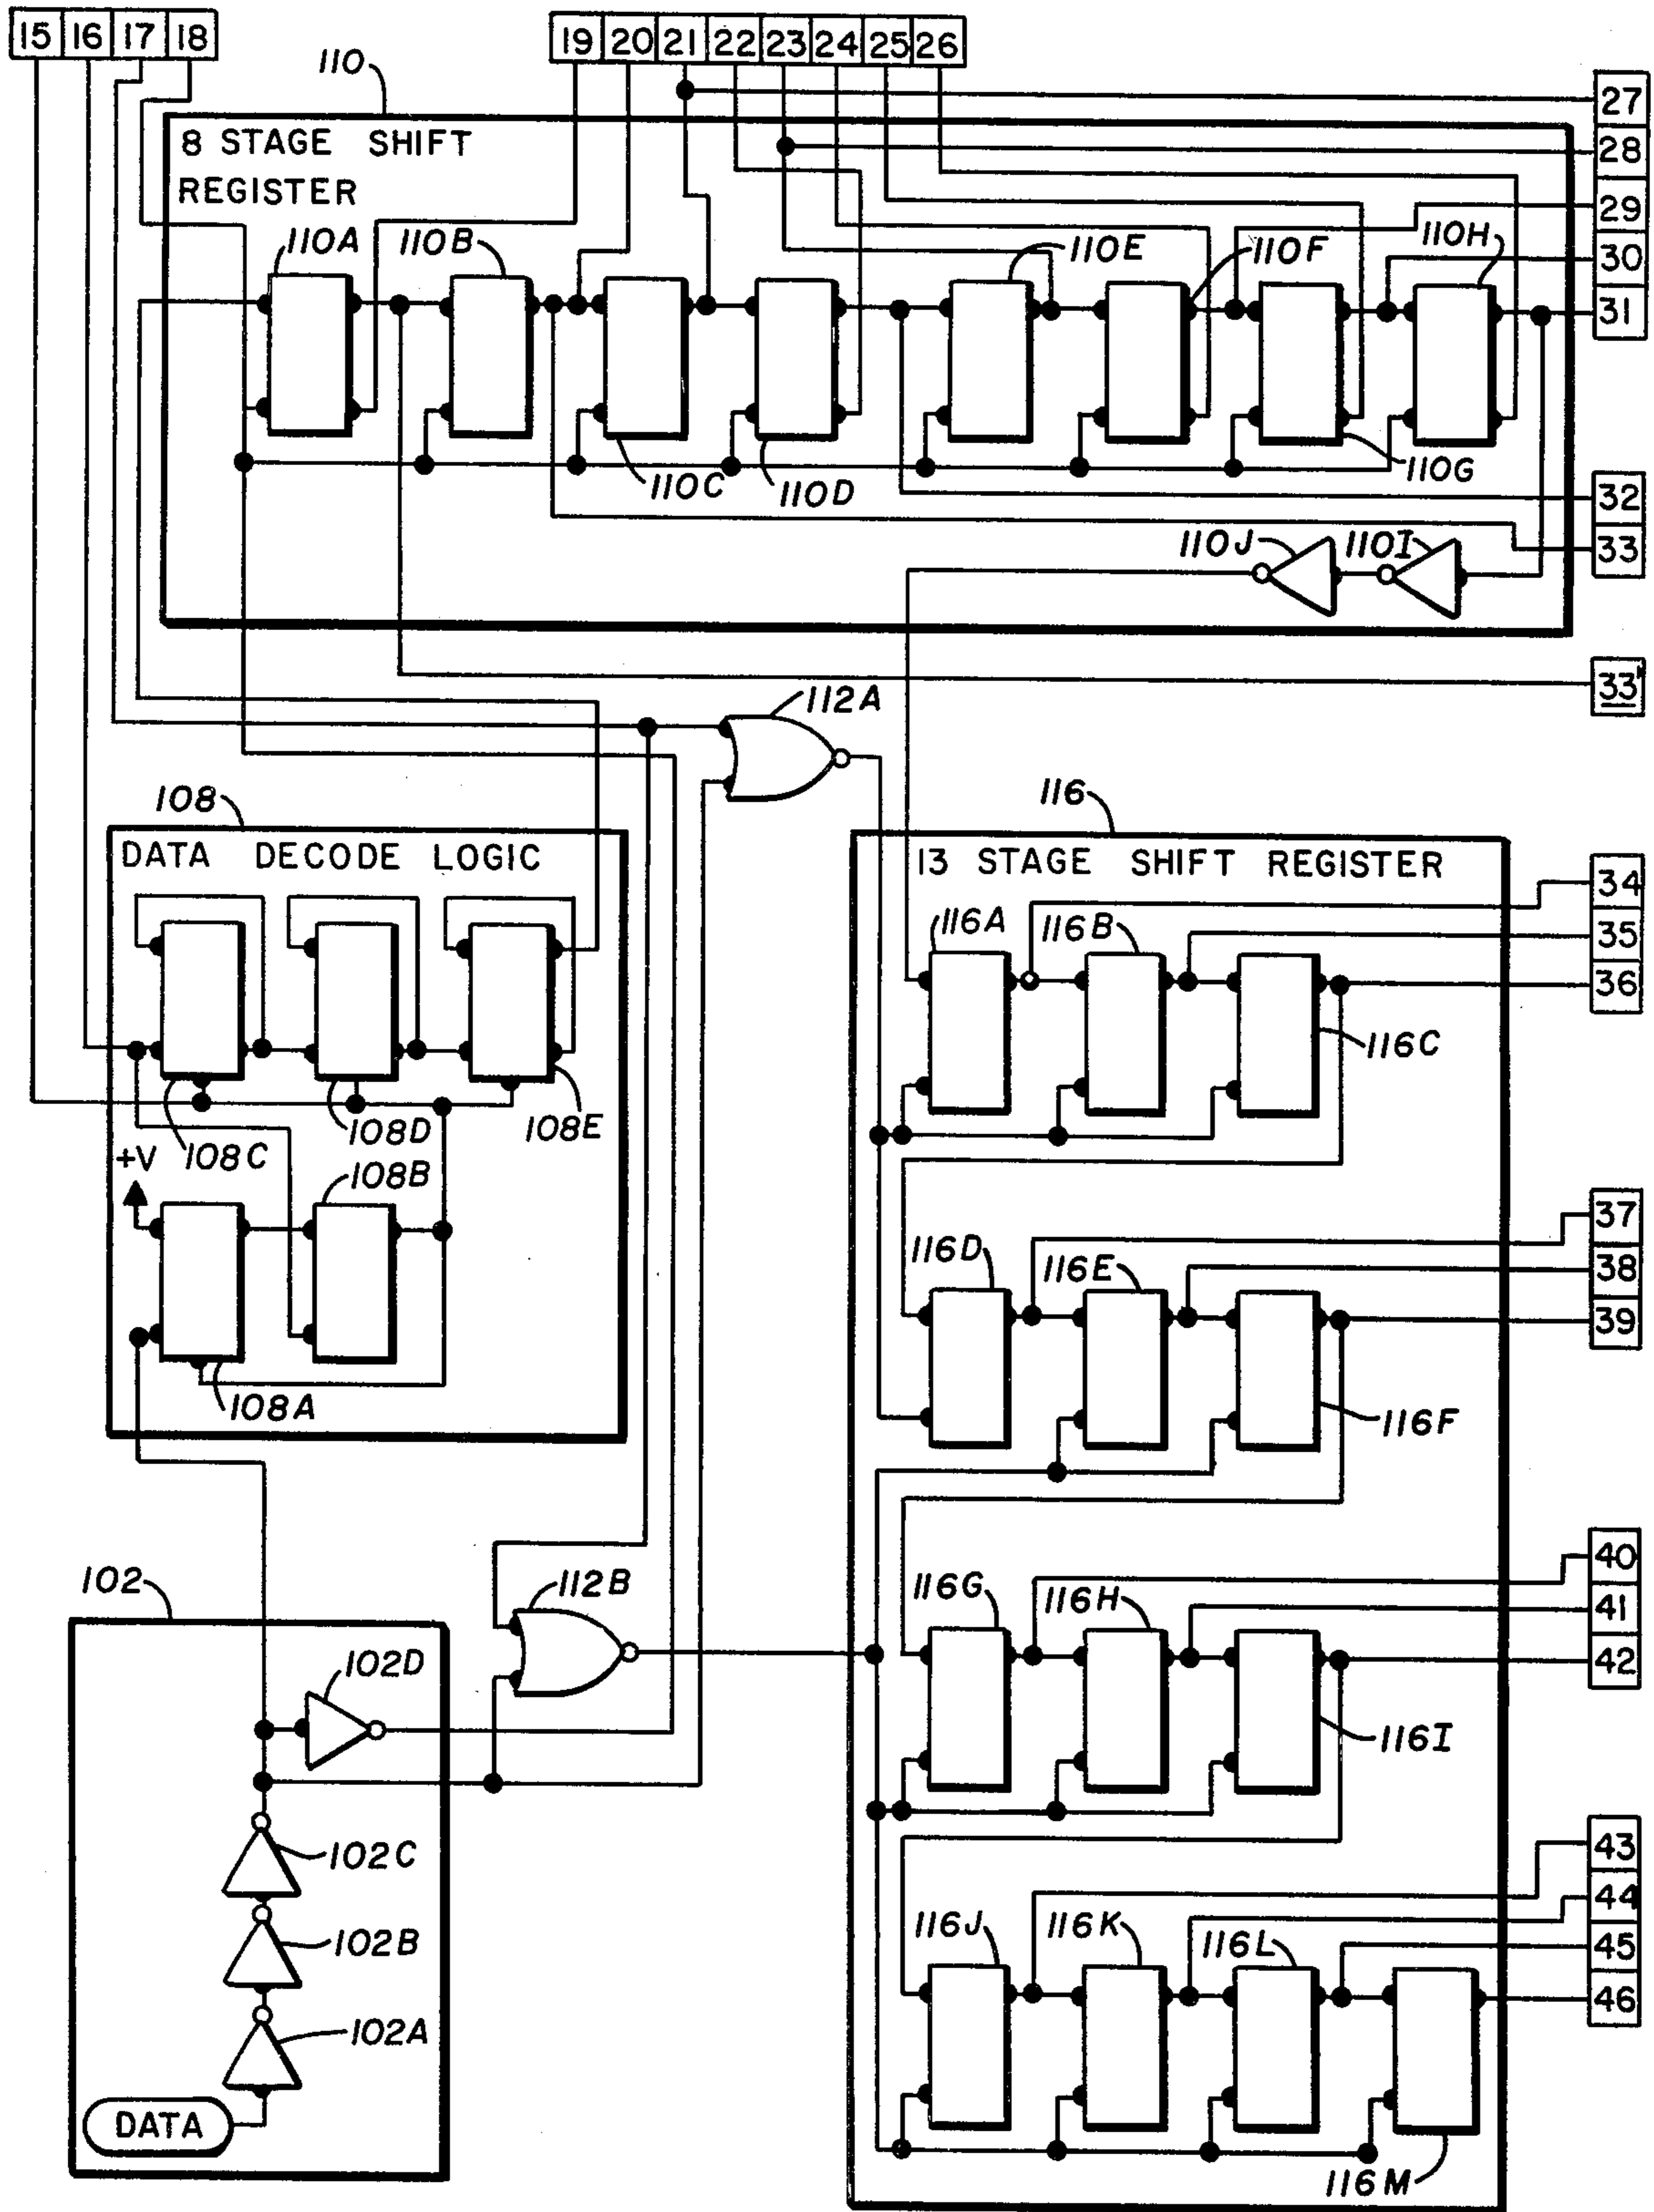 15 16 17 18
19 20 21 22 23 24 25 26
110
27
28
29
30
31
8 STAGE SHIFT
REGISTER
110A
110B
110E
110F
110H
110C
110D
110G
32
33
110J
110I
33'
112A
108
DATA DECODE LOGIC
108C
108D
108E
+V
108B
108A
116
13 STAGE SHIFT REGISTER
34
35
36
116A
116B
116C
37
38
39
116D
116E
116F
102
112B
102D
102C
102B
102A
DATA
40
41
42
116G
116H
116I
43
44
45
46
116J
116K
116L
116M